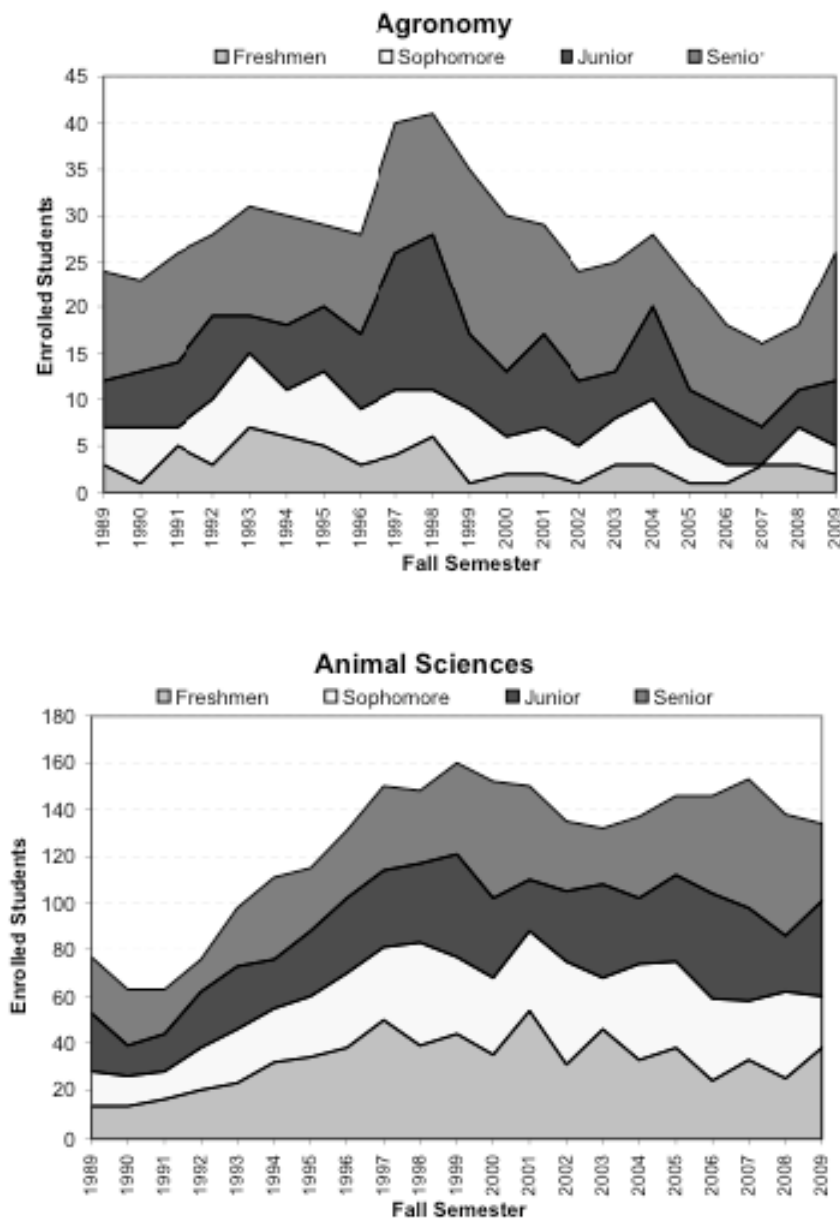 Agronomy
Freshmen Sophomore Junior Senior
45
40
35
30
25
20
15
10
5
0
Enrolled Students
1989 1990 1991 1992 1993 1994 1995 1996 1997 1998 1999 2000 2001 2002 2003 2004 2005 2006 2007 2008 2009
Fall Semester
Animal Sciences
Freshmen Sophomore Junior Senior
180
160
140
120
100
80
60
40
20
0
Enrolled Students
1989 1990 1991 1992 1993 1994 1995 1996 1997 1998 1999 2000 2001 2002 2003 2004 2005 2006 2007 2008 2009
Fall Semester